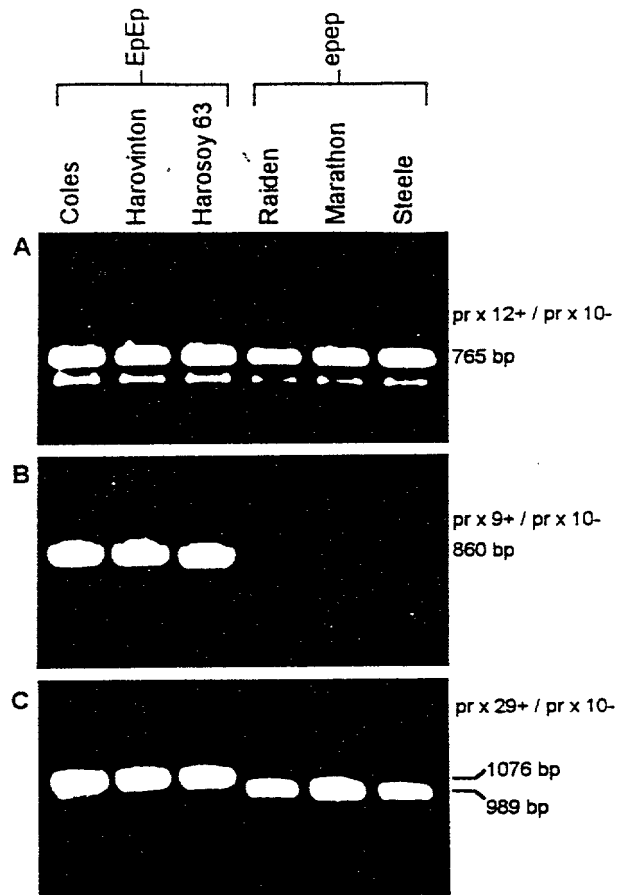 EpEp
epep
Coles
Harovinton
Harosoy 63
Raiden
Marathon
Steele
A
pr x 12+ / pr x 10-
765 bp
B
pr x 9+ / pr x 10-
860 bp
C
pr x 29+ / pr x 10-
1076 bp
989 bp